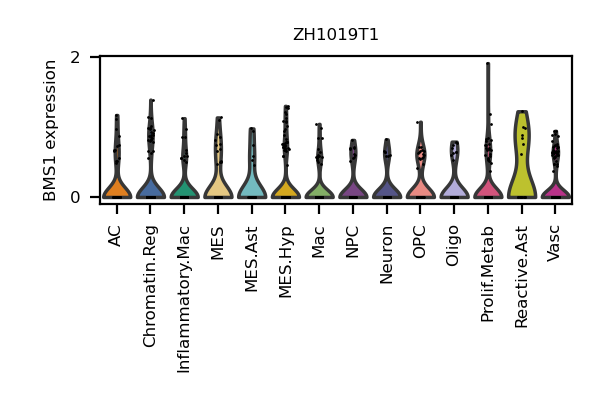 ZH1019T1
BMS1 expression
2
0
AC
Chromatin.Reg
Inflammatory.Mac
MES
MES.Ast
MES.Hyp
Mac
NPC
Neuron
OPC
Oligo
Prolif.Metab
Reactive.Ast
Vasc